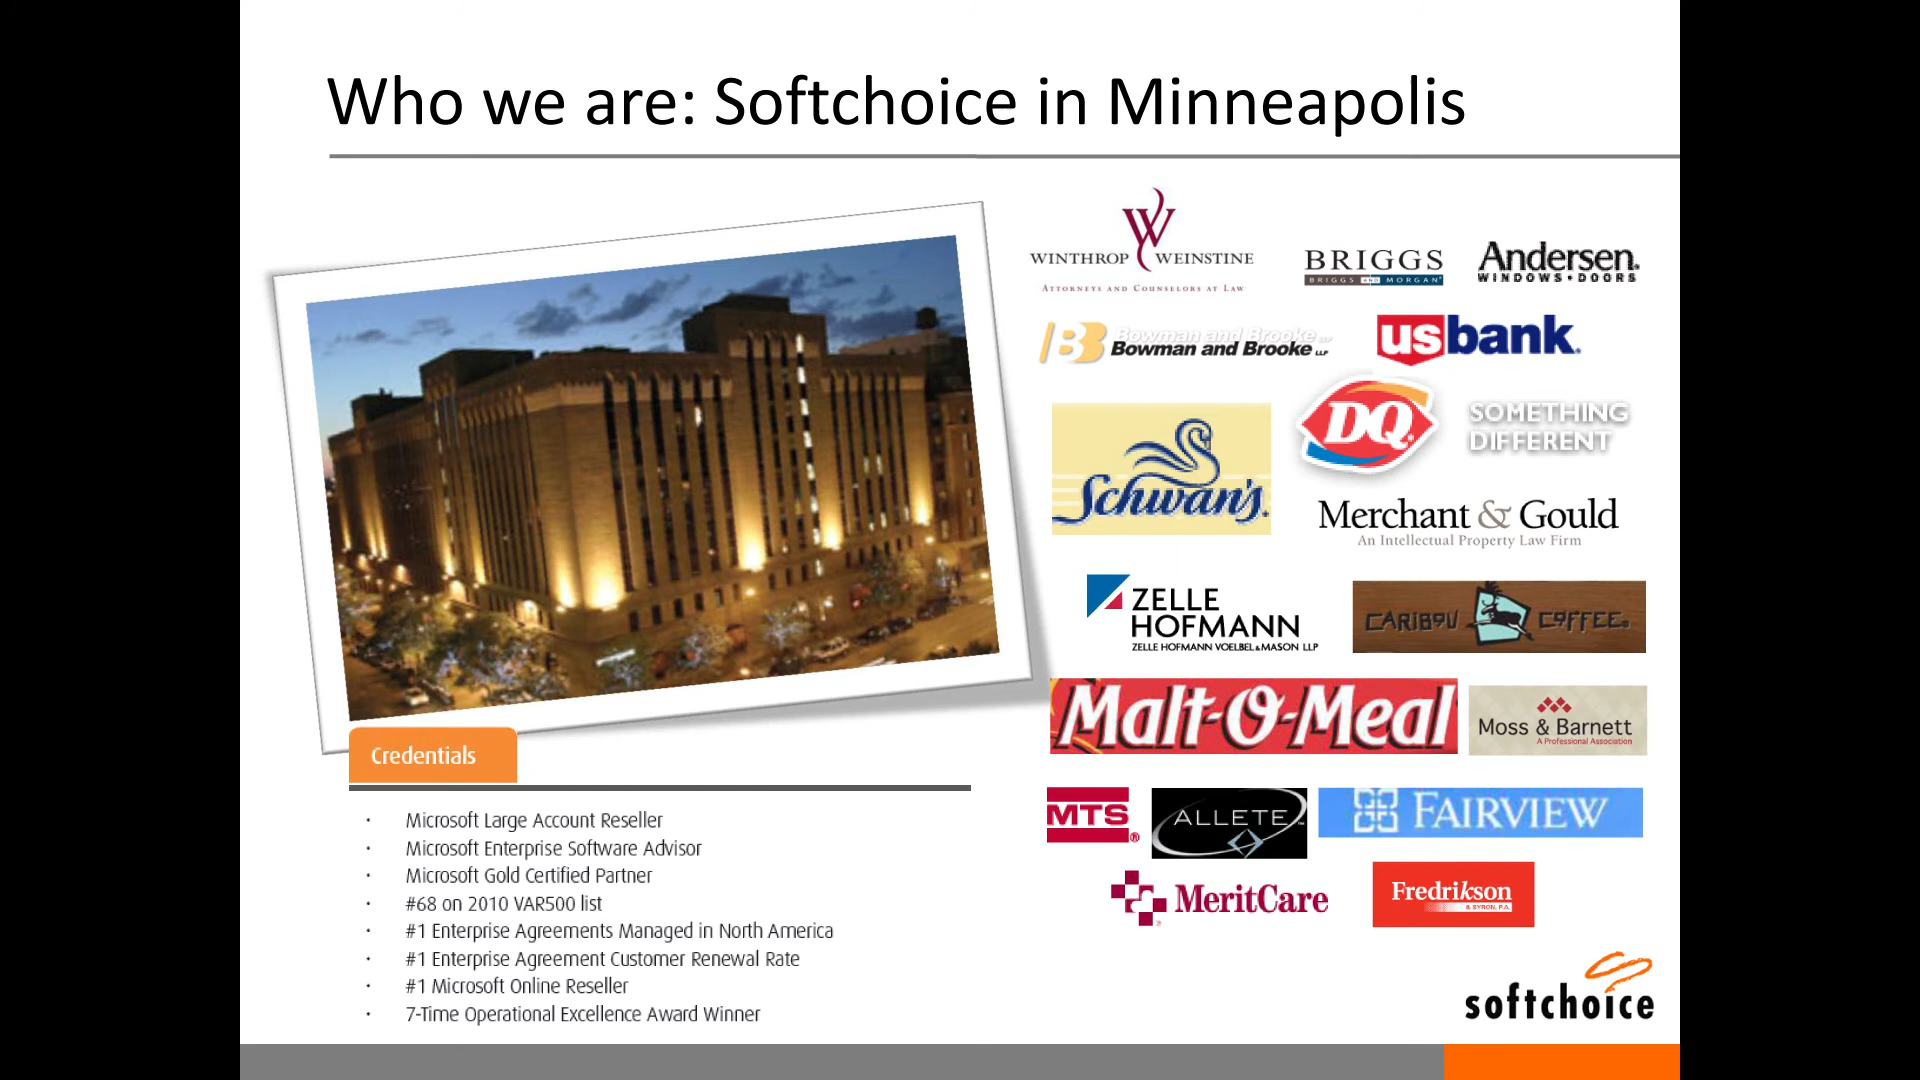 Who we are: Softchoice in Minneapolis
WINTHROP WEINSTINE
ATTORNEYS AND COUNSELORS AT LAW
BRIGGS
BRIGGS AND MORGAN
Andersen®
WINDOWS • DOORS
Bowman and Brooke LLP
Bowman and Brooke LLP
usbank.
Schwan's.
DQ®
SOMETHING
DIFFERENT
Merchant & Gould
An Intellectual Property Law Firm
ZELLE
HOFMANN
ZELLE HOFMANN VOELBEL & MASON LLP
CARIBOU COFFEE®
Malt-O-Meal
Moss & Barnett
A Professional Association
MTS®
ALLETE
FAIRVIEW
MeritCare
Fredrikson
& BYRON, P.A.
Credentials
· Microsoft Large Account Reseller
· Microsoft Enterprise Software Advisor
· Microsoft Gold Certified Partner
· #68 on 2010 VAR500 list
· #1 Enterprise Agreements Managed in North America
· #1 Enterprise Agreement Customer Renewal Rate
· #1 Microsoft Online Reseller
· 7-Time Operational Excellence Award Winner
softchoice